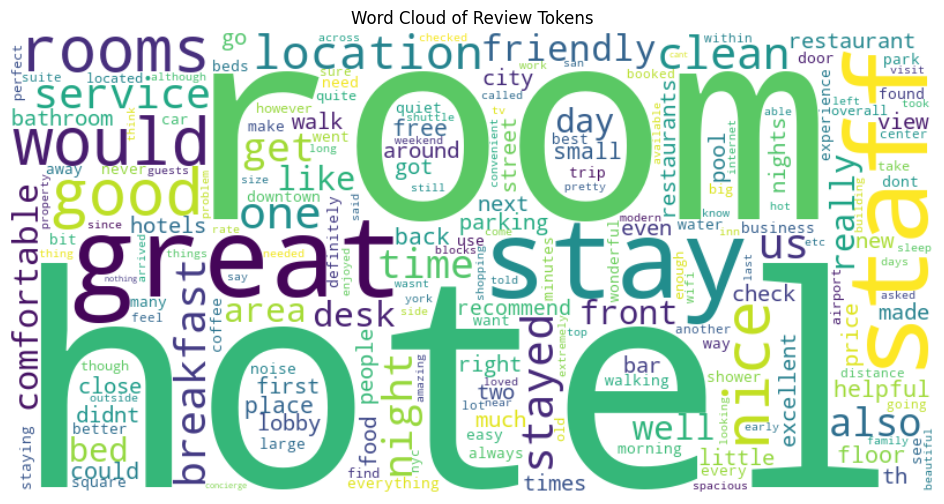 Word Cloud of Review Tokens
rooms
go
location
across
checked
friendly
clean
within
restaurant
perfect
suite
located
although
beds
sure
need
quite
city
work
san
booked
cant
door
park
visit
service
bathroom
car
think
however
make
walk
went
long
quiet
shuttle
free
weekend
around
got
still
tv
called
convenient
street
day
best
small
trip
pretty
available
restaurants
pool
internet
able
nights
experience
left
took
found
overall
view
center
room
would
good
get
like
away
never
guests
problem
size
downtown
one
big
hot
really
take
dont
building
staff
comfortable
property
since
hotels
rate
said
definitely
back
next
parking
use
come
modern
know
even
water
inn
business
us
etc
new
sleep
days
bit
thing
arrived
things
needed
enjoyed
great
time
blocks
wasnt
shopping
told
stay
minutes
wonderful
enough
wifi
last
airport
asked
many
feel
nothing
say
coffee
breakfast
area
desk
york
side
recommend
want
front
another
way
check
price
made
though
close
outside
didnt
better
bed
could
square
staying
noise
first
place
lobby
large
people
food
find
night
nyc
amazing
right
loved
two
lot
near
much
easy
always
everything
concierge
stayed
extremely
top
old
times
bar
walking
well
morning
shower
looking
nice
early
excellent
little
every
spacious
distance
helpful
going
also
family
floor
see
th
beautiful
hotel